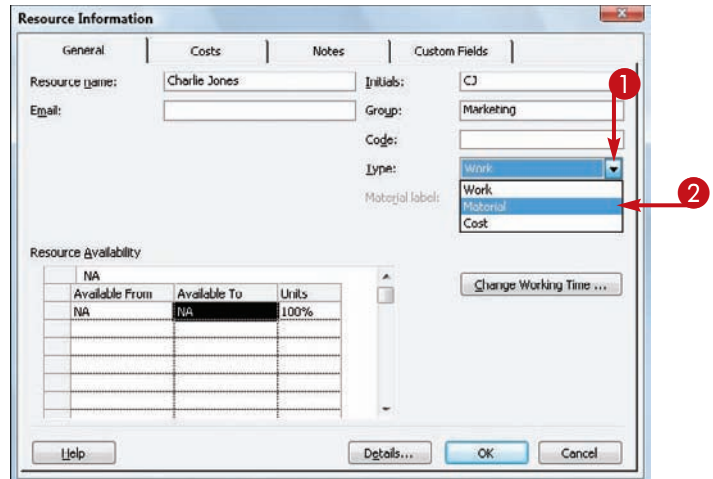 Resource Information
General Costs Notes Custom Fields
Resource name: Charlie Jones Initials: CJ
Email: Group: Marketing
Code:
Type: Work
Material label:
Work
Material
Cost
1
2
Resource Availability
NA
Available From Available To Units
NA NA 100%
Change Working Time ...
Help Details... OK Cancel